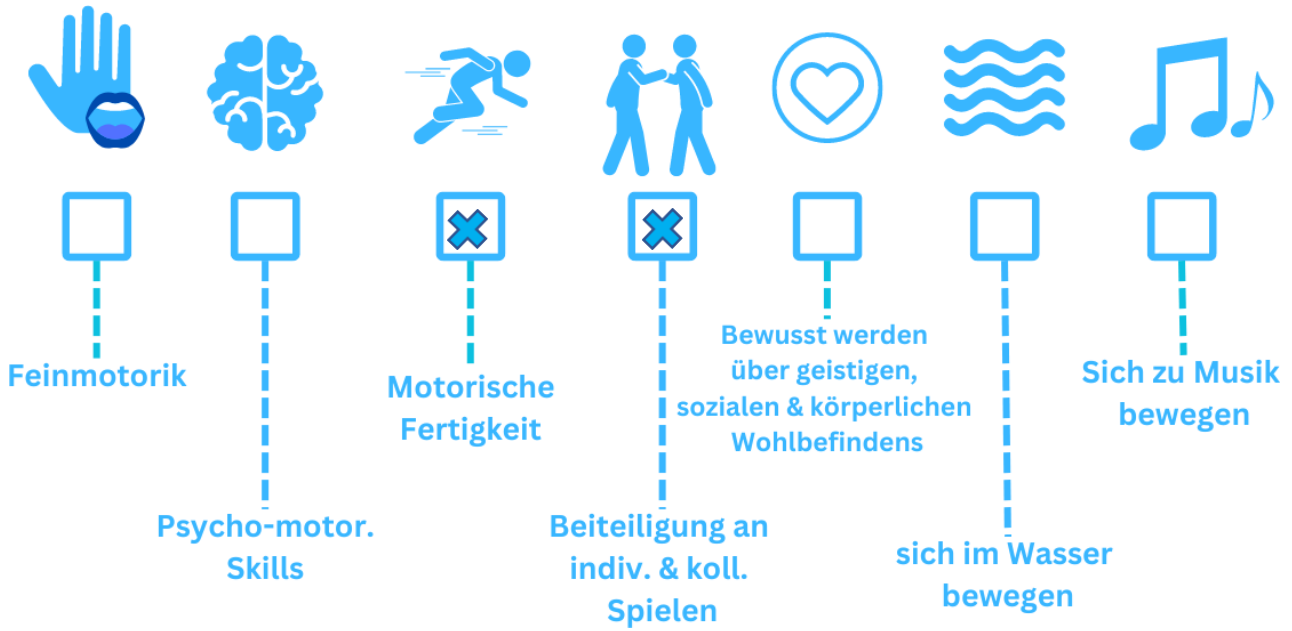 Feinmotorik
Psycho-motor.
Skills
Motorische
Fertigkeit
Beiteiligung an
indiv. & koll.
Spielen
Bewusst werden
über geistigen,
sozialen & körperlichen
Wohlbefindens
sich im Wasser
bewegen
Sich zu Musik
bewegen